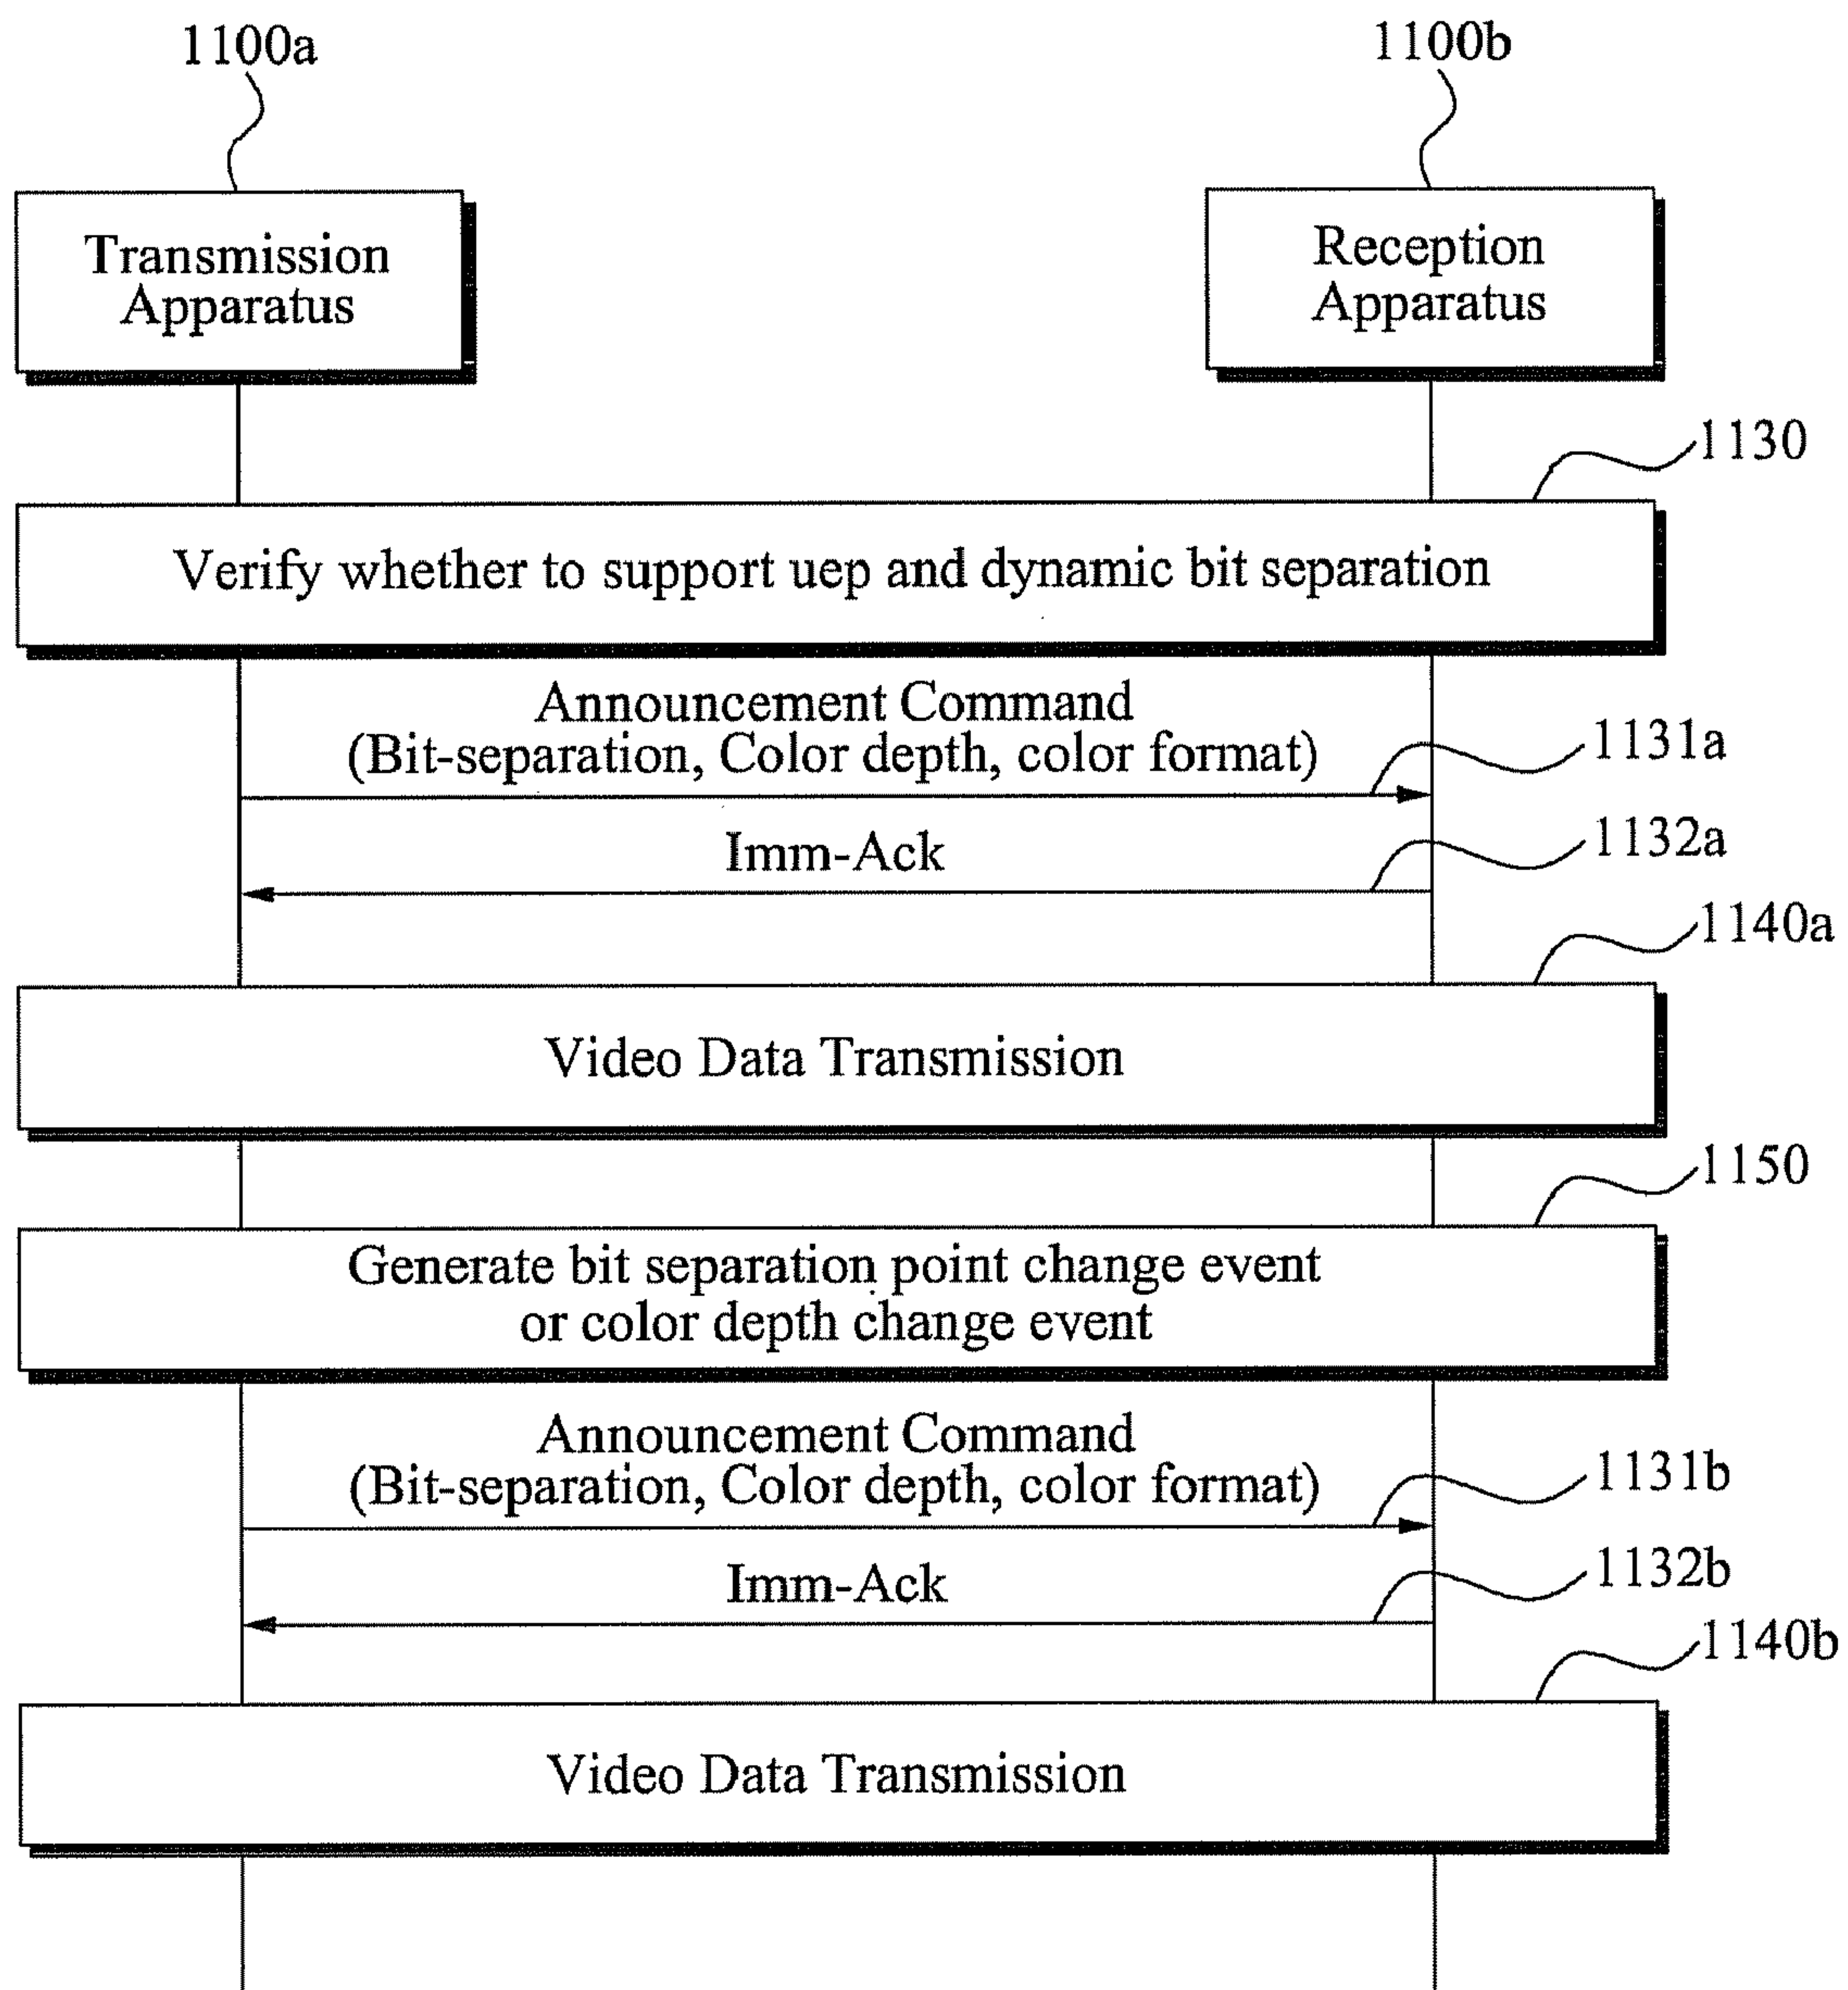 1100a
1100b
Transmission
Apparatus
Reception
Apparatus
1130
Verify whether to support uep and dynamic bit separation
Announcement Command
(Bit-separation, Color depth, color format)
1131a
Imm-Ack
1132a
1140a
Video Data Transmission
1150
Generate bit separation point change event
or color depth change event
Announcement Command
(Bit-separation, Color depth, color format)
1131b
Imm-Ack
1132b
1140b
Video Data Transmission